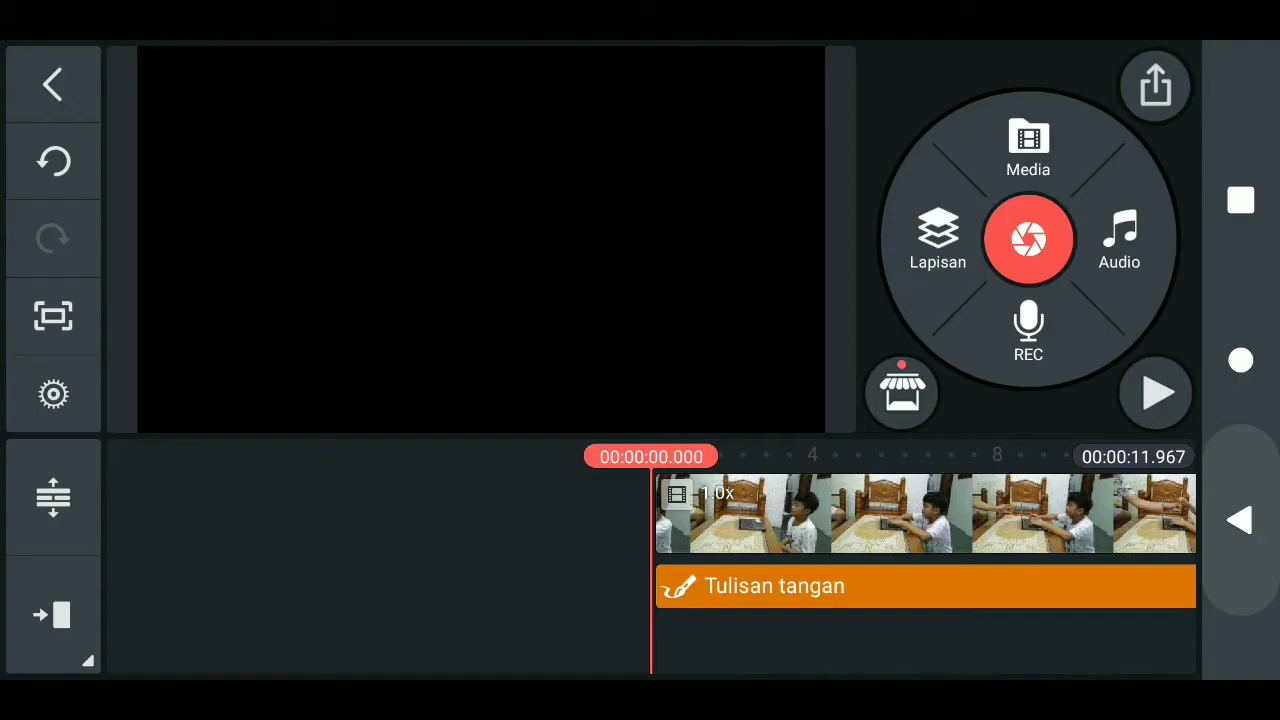 Media
Lapisan
Audio
REC
00:00:00.000
4
8
00:00:11.967
1.0x
Tulisan tangan